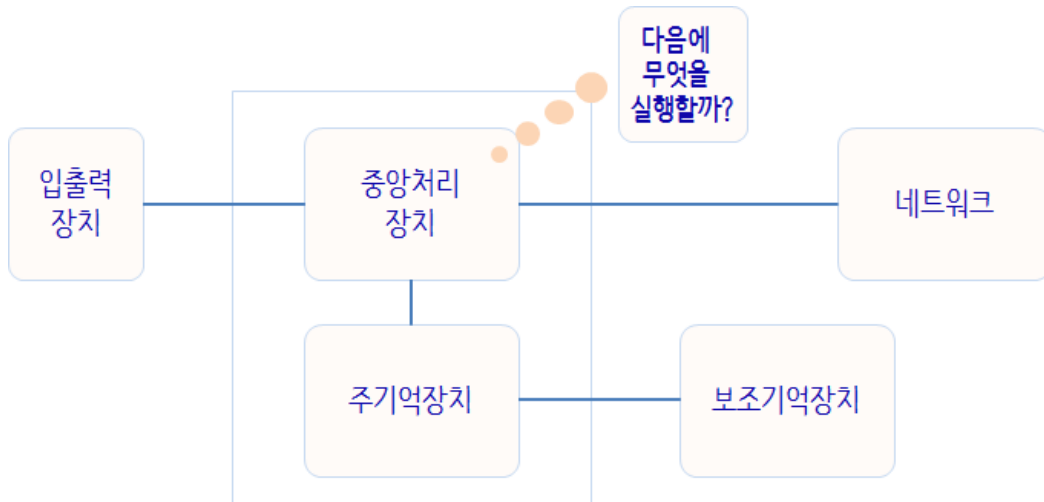 다음에
무엇을
실행할까?
입출력
장치
중앙처리
장치
네트워크
주기억장치
보조기억장치